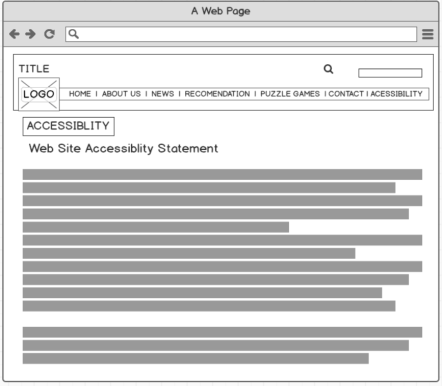 A Web Page
TITLE
LOGO
HOME | ABOUT US | NEWS | RECOMENDATION | PUZZLE GAMES | CONTACT | ACESSIBILITY
ACCESSIBLITY
Web Site Accessiblity Statement